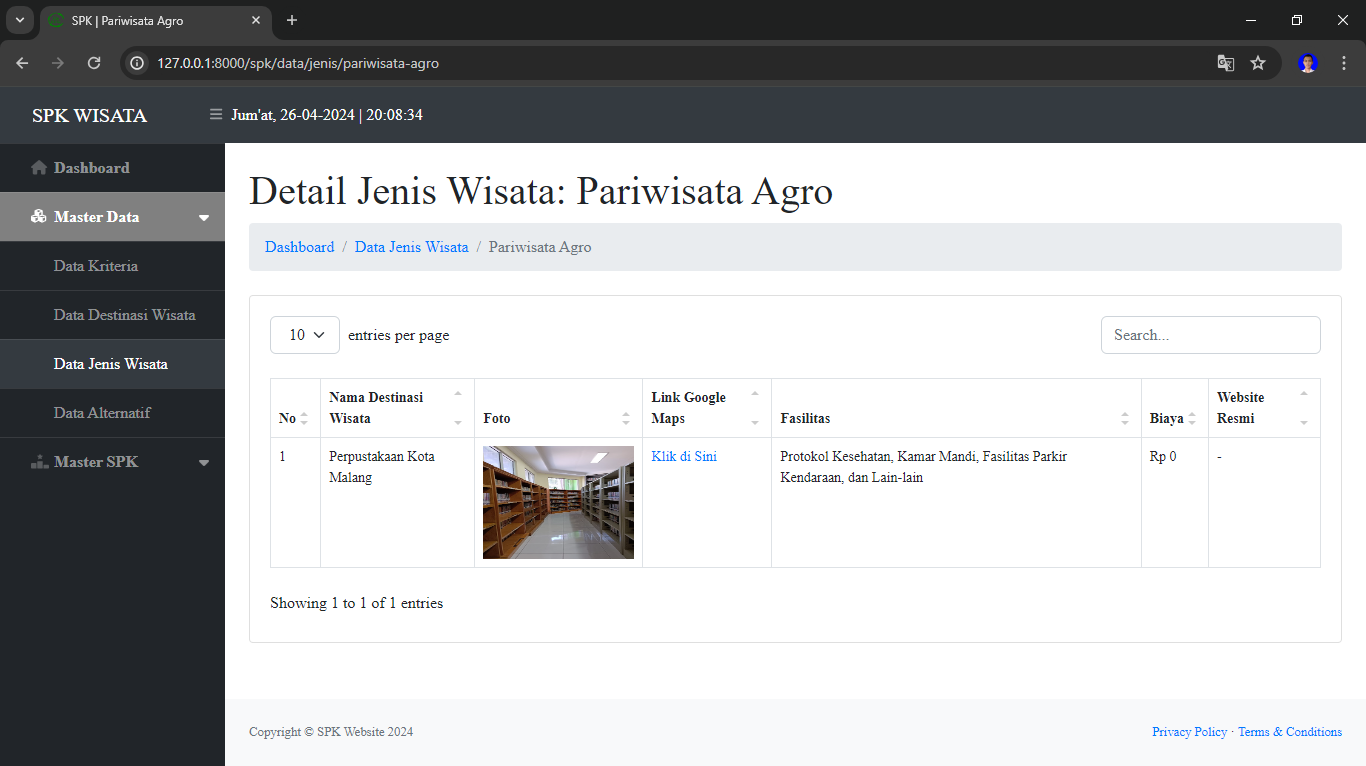 SPK | Pariwisata Agro
127.0.0.1:8000/spk/data/jenis/pariwisata-agro
SPK WISATA
Jum'at, 26-04-2024 | 20:08:34
Dashboard
Master Data
Data Kriteria
Data Destinasi Wisata
Data Jenis Wisata
Data Alternatif
Master SPK
Detail Jenis Wisata: Pariwisata Agro
Dashboard / Data Jenis Wisata / Pariwisata Agro
10 entries per page
Search...
No
Nama Destinasi
Wisata
Foto
Link Google
Maps
Fasilitas
Biaya
Website
Resmi
1
Perpustakaan Kota
Malang
Klik di Sini
Protokol Kesehatan, Kamar Mandi, Fasilitas Parkir
Kendaraan, dan Lain-lain
Rp 0
-
Showing 1 to 1 of 1 entries
Copyright © SPK Website 2024
Privacy Policy · Terms & Conditions